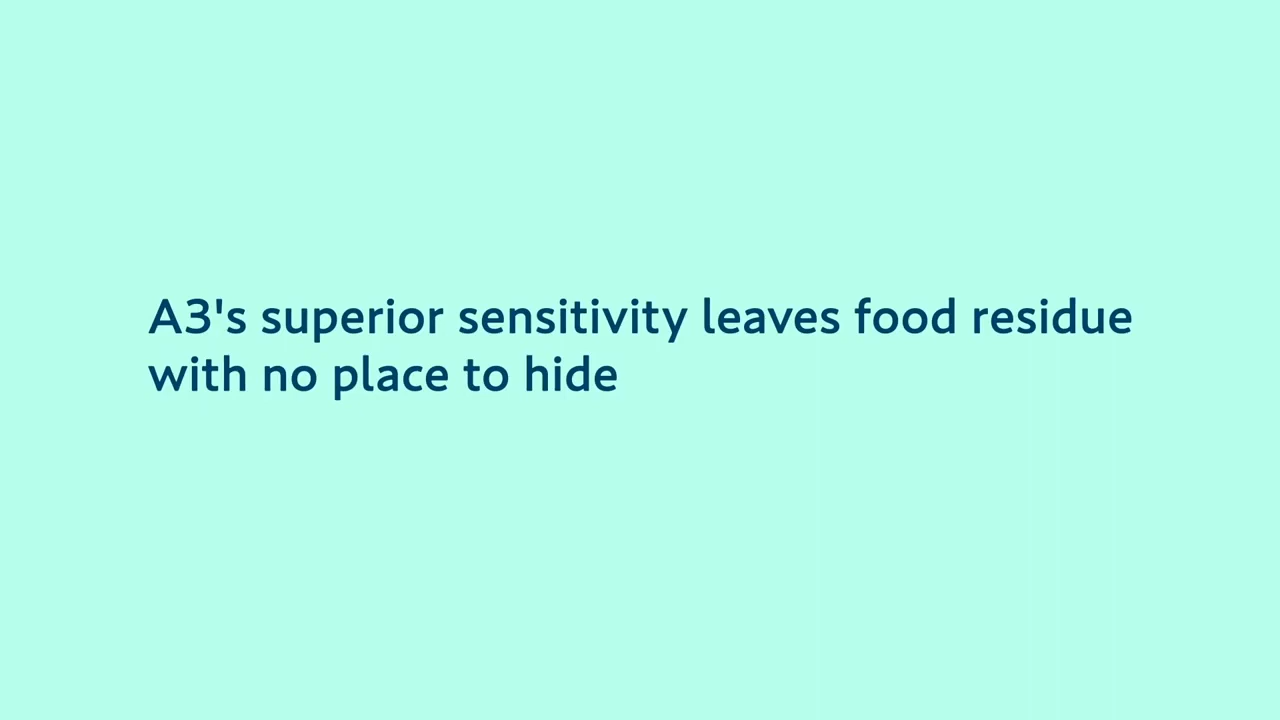 A3's superior sensitivity leaves food residue
with no place to hide